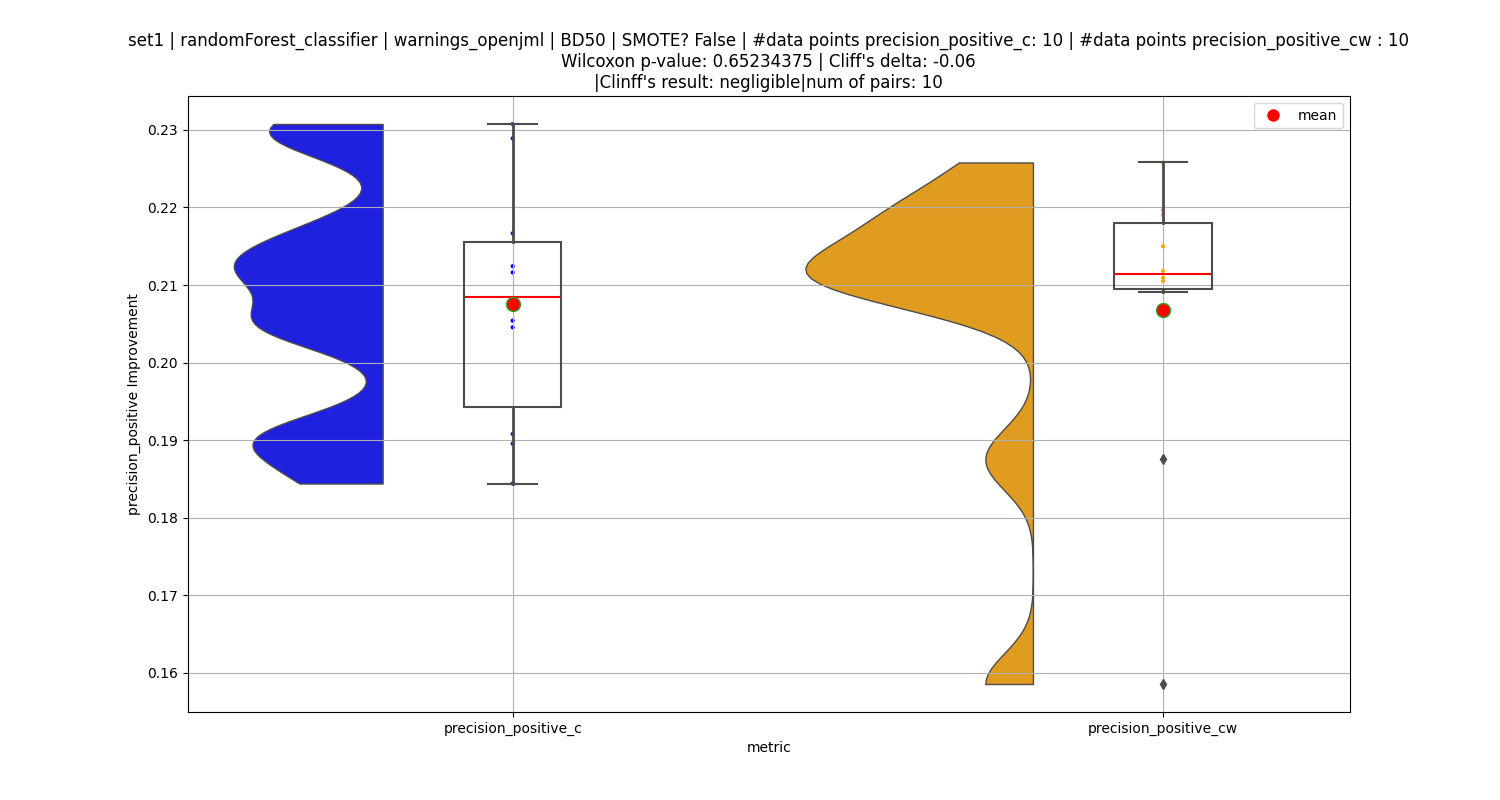 set1 | randomForest_classifier | warnings_openjml | BD50 | SMOTE? False | #data points precision_positive_c: 10 | #data points precision_positive_cw : 10
Wilcoxon p-value: 0.65234375 | Cliff's delta: -0.06
|Clinff's result: negligible|num of pairs: 10
mean
0.23
0.22
0.21
0.20
0.19
0.18
0.17
0.16
precision_positive Improvement
precision_positive_c
precision_positive_cw
metric